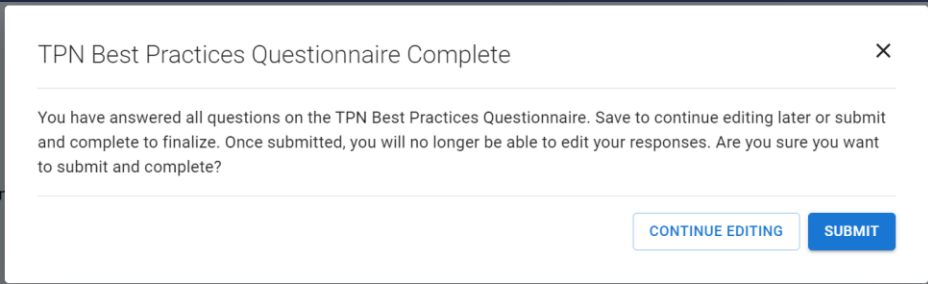 TPN Best Practices Questionnaire Complete
You have answered all questions on the TPN Best Practices Questionnaire. Save to continue editing later or submit
and complete to finalize. Once submitted, you will no longer be able to edit your responses. Are you sure you want
to submit and complete?
CONTINUE EDITING
SUBMIT